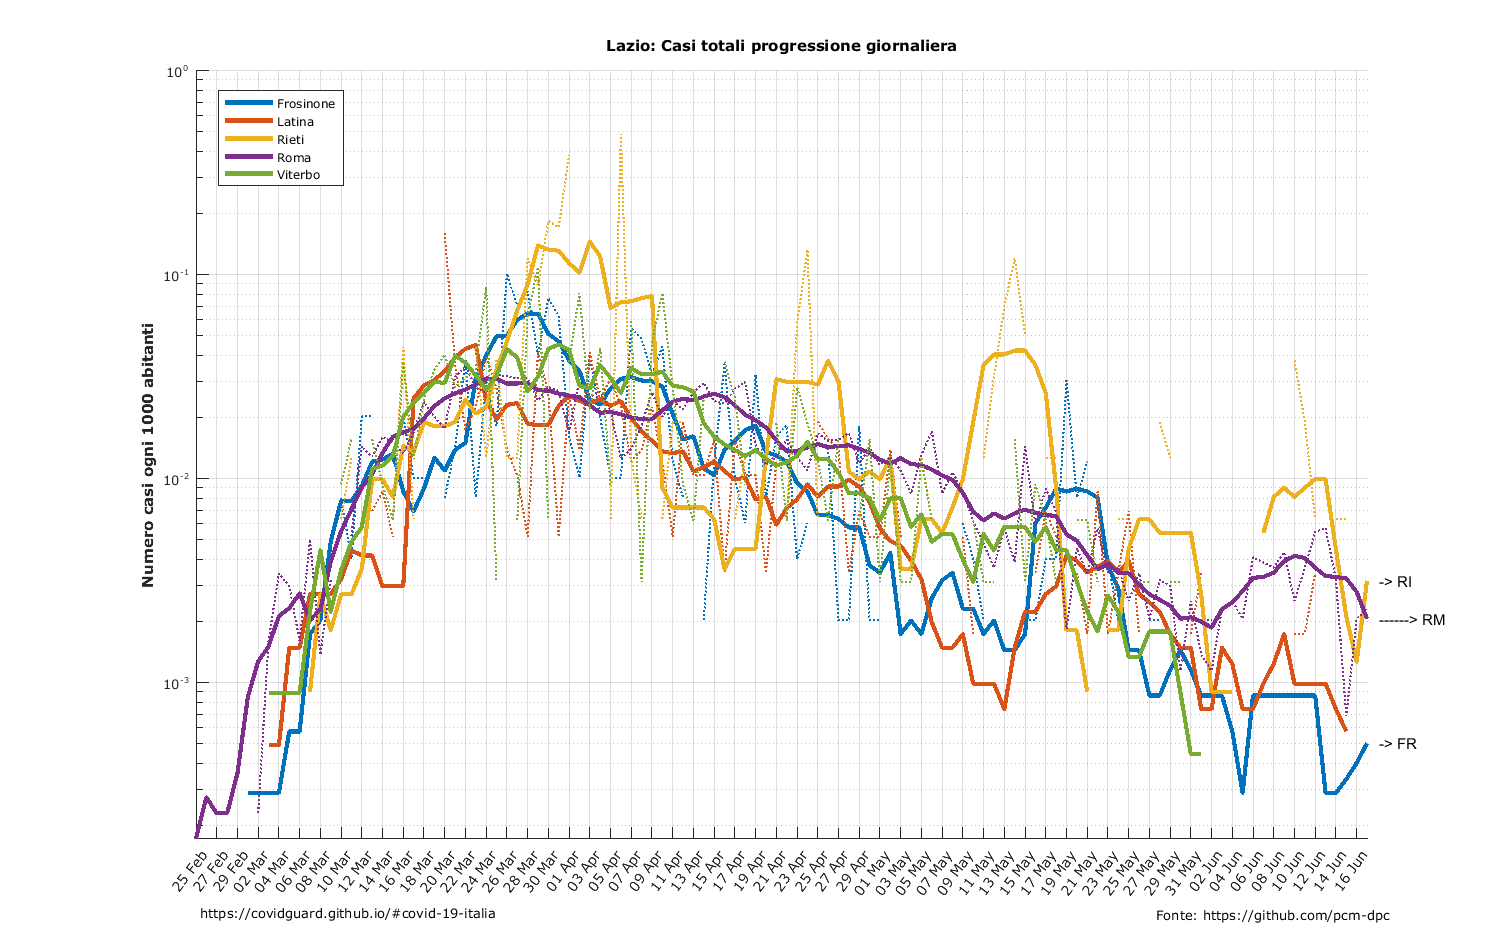 Lazio: Casi totali progressione giornaliera
10⁰
10⁻¹
10⁻²
10⁻³
Numero casi ogni 1000 abitanti
Frosinone
Latina
Rieti
Roma
Viterbo
-> RI
------> RM
-> FR
25 Feb
27 Feb
29 Feb
02 Mar
04 Mar
06 Mar
08 Mar
10 Mar
12 Mar
14 Mar
16 Mar
18 Mar
20 Mar
22 Mar
24 Mar
26 Mar
28 Mar
30 Mar
01 Apr
03 Apr
05 Apr
07 Apr
09 Apr
11 Apr
13 Apr
15 Apr
17 Apr
19 Apr
21 Apr
23 Apr
25 Apr
27 Apr
29 Apr
01 May
03 May
05 May
07 May
09 May
11 May
13 May
15 May
17 May
19 May
21 May
23 May
25 May
27 May
29 May
31 May
02 Jun
04 Jun
06 Jun
08 Jun
10 Jun
12 Jun
14 Jun
16 Jun
https://covidguard.github.io/#covid-19-italia
Fonte: https://github.com/pcm-dpc